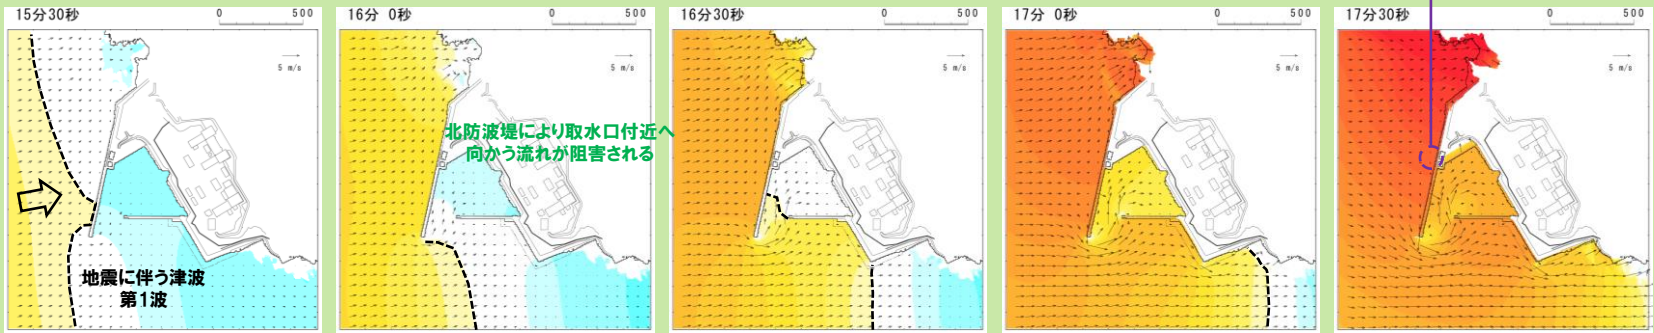 15分30秒
0 500
5 m/s
地震に伴う津波
第1波
16分 0秒
0 500
5 m/s
北防波堤により取水口付近へ
向かう流れが阻害される
16分30秒
0 500
5 m/s
17分 0秒
0 500
5 m/s
17分30秒
0 500
5 m/s